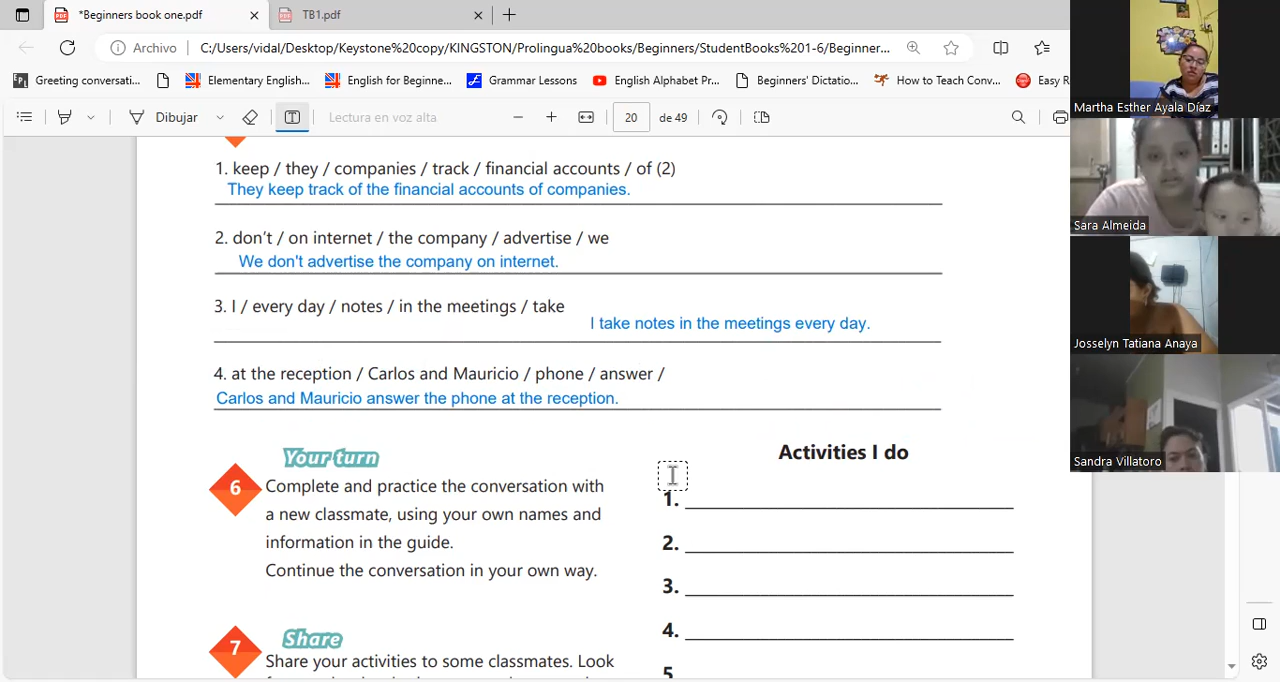 *Beginners book one.pdf
TB1.pdf
Archivo
C:/Users/vidal/Desktop/Keystone%20copy/KINGSTON/Prolingua%20books/Beginners/StudentBooks%201-6/Beginner...
Greeting conversati...
Elementary English...
English for Beginne...
Grammar Lessons
English Alphabet Pr...
Beginners' Dictatio...
How to Teach Conv...
Easy R
Dibujar
Lectura en voz alta
20
de 49
1. keep / they / companies / track / financial accounts / of (2)
They keep track of the financial accounts of companies.
2. don't / on internet / the company / advertise / we
We don't advertise the company on internet.
3. I / every day / notes / in the meetings / take
I take notes in the meetings every day.
4. at the reception / Carlos and Mauricio / phone / answer /
Carlos and Mauricio answer the phone at the reception.
6
Your turn
Complete and practice the conversation with
a new classmate, using your own names and
information in the guide.
Continue the conversation in your own way.
7
Share
Share your activities to some classmates. Look
Activities I do
1.
2.
3.
4.
5
Martha Esther Ayala Díaz
Sara Almeida
Josselyn Tatiana Anaya
Sandra Villatoro